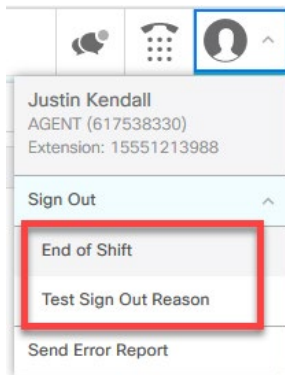 Justin Kendall
AGENT (617538330)
Extension: 15551213988
Sign Out
End of Shift
Test Sign Out Reason
Send Error Report